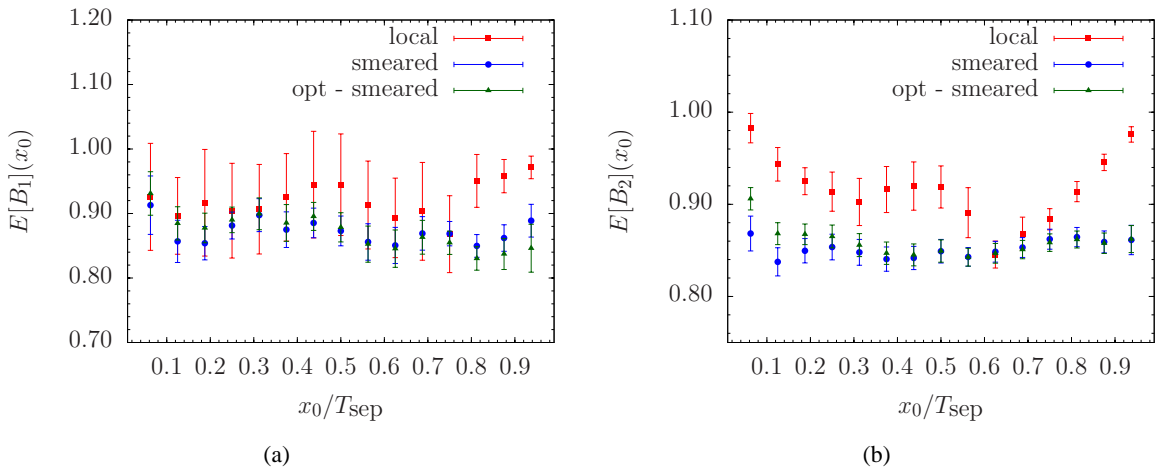 1.20
1.10
1.00
0.90
0.80
0.70
E[B₁](x₀)
local
smeared
opt - smeared
0.1 0.2 0.3 0.4 0.5 0.6 0.7 0.8 0.9
x₀/T_sep
(a)
1.10
1.00
0.90
0.80
E[B₂](x₀)
local
smeared
opt - smeared
0.1 0.2 0.3 0.4 0.5 0.6 0.7 0.8 0.9
x₀/T_sep
(b)